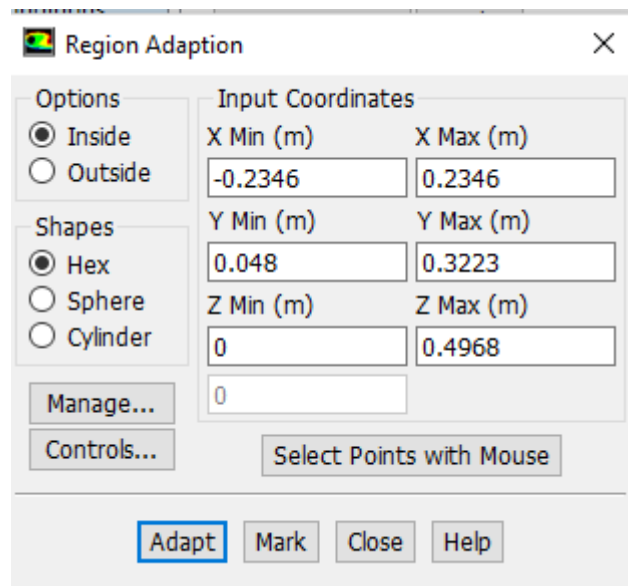 Region Adaption
Options
Inside
Outside
Shapes
Hex
Sphere
Cylinder
Manage...
Controls...
Input Coordinates
X Min (m) X Max (m)
-0.2346 0.2346
Y Min (m) Y Max (m)
0.048 0.3223
Z Min (m) Z Max (m)
0 0.4968
0
Select Points with Mouse
Adapt Mark Close Help